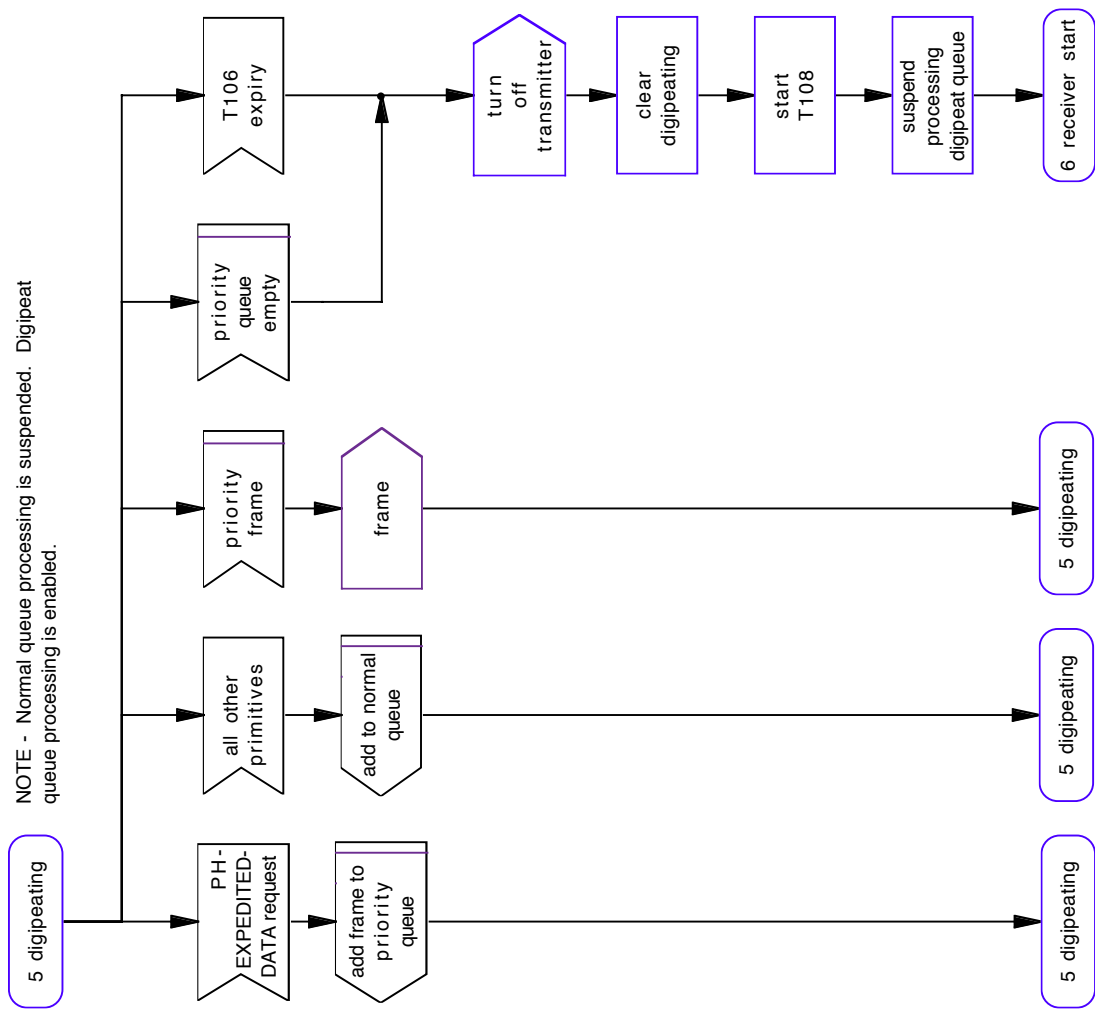 5 digipeating
NOTE - Normal queue processing is suspended. Digipeat
queue processing is enabled.
PH-
EXPEDITED-
DATA request
add frame to
priority
queue
5 digipeating
all other
primitives
add to normal
queue
5 digipeating
priority
frame
frame
5 digipeating
priority
queue
empty
T106
expiry
turn
off
transmitter
clear
digipeating
start
T108
suspend
processing
digipeat queue
6 receiver start